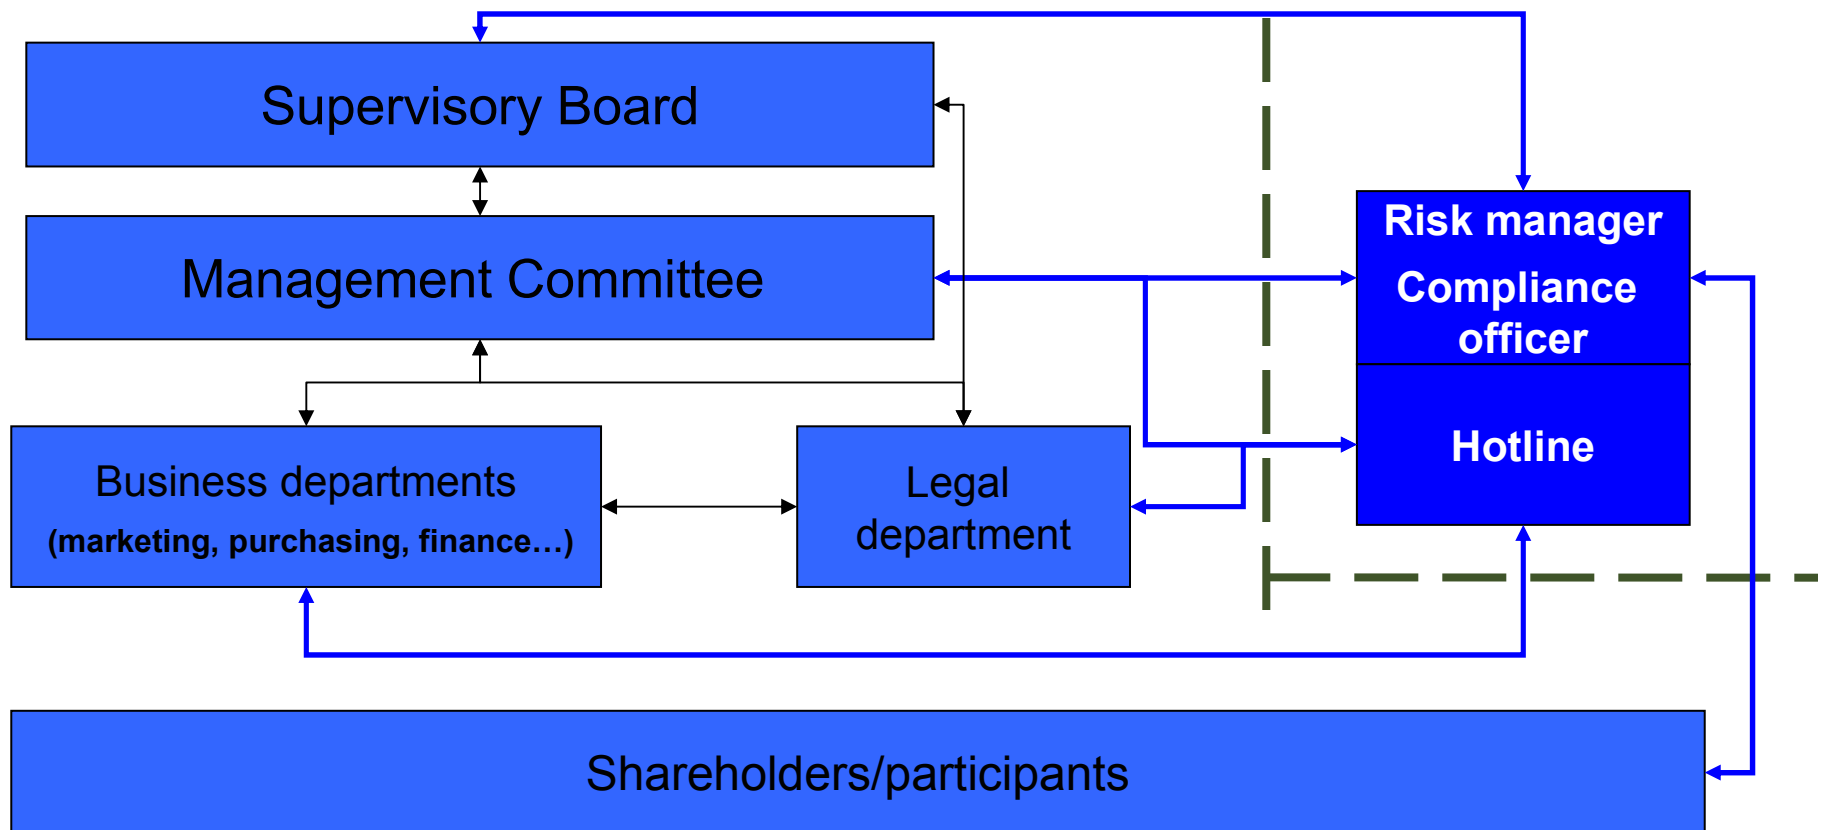 Supervisory Board
Management Committee
Risk manager
Compliance
officer
Hotline
Business departments
(marketing, purchasing, finance…)
Legal
department
Shareholders/participants